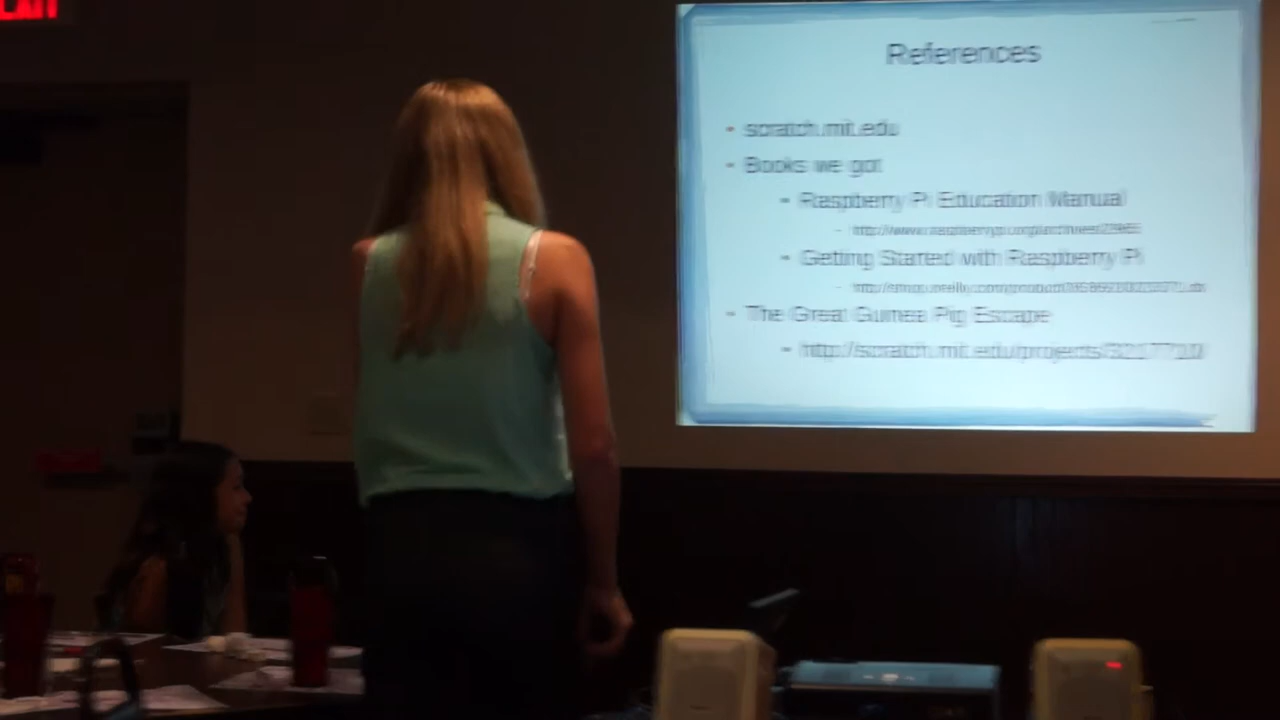 EXIT
References
scratch.mit.edu
Books we got
Raspberry Pi Education Manual
Getting Started with Raspberry Pi
The Great Guinea Pig Escape